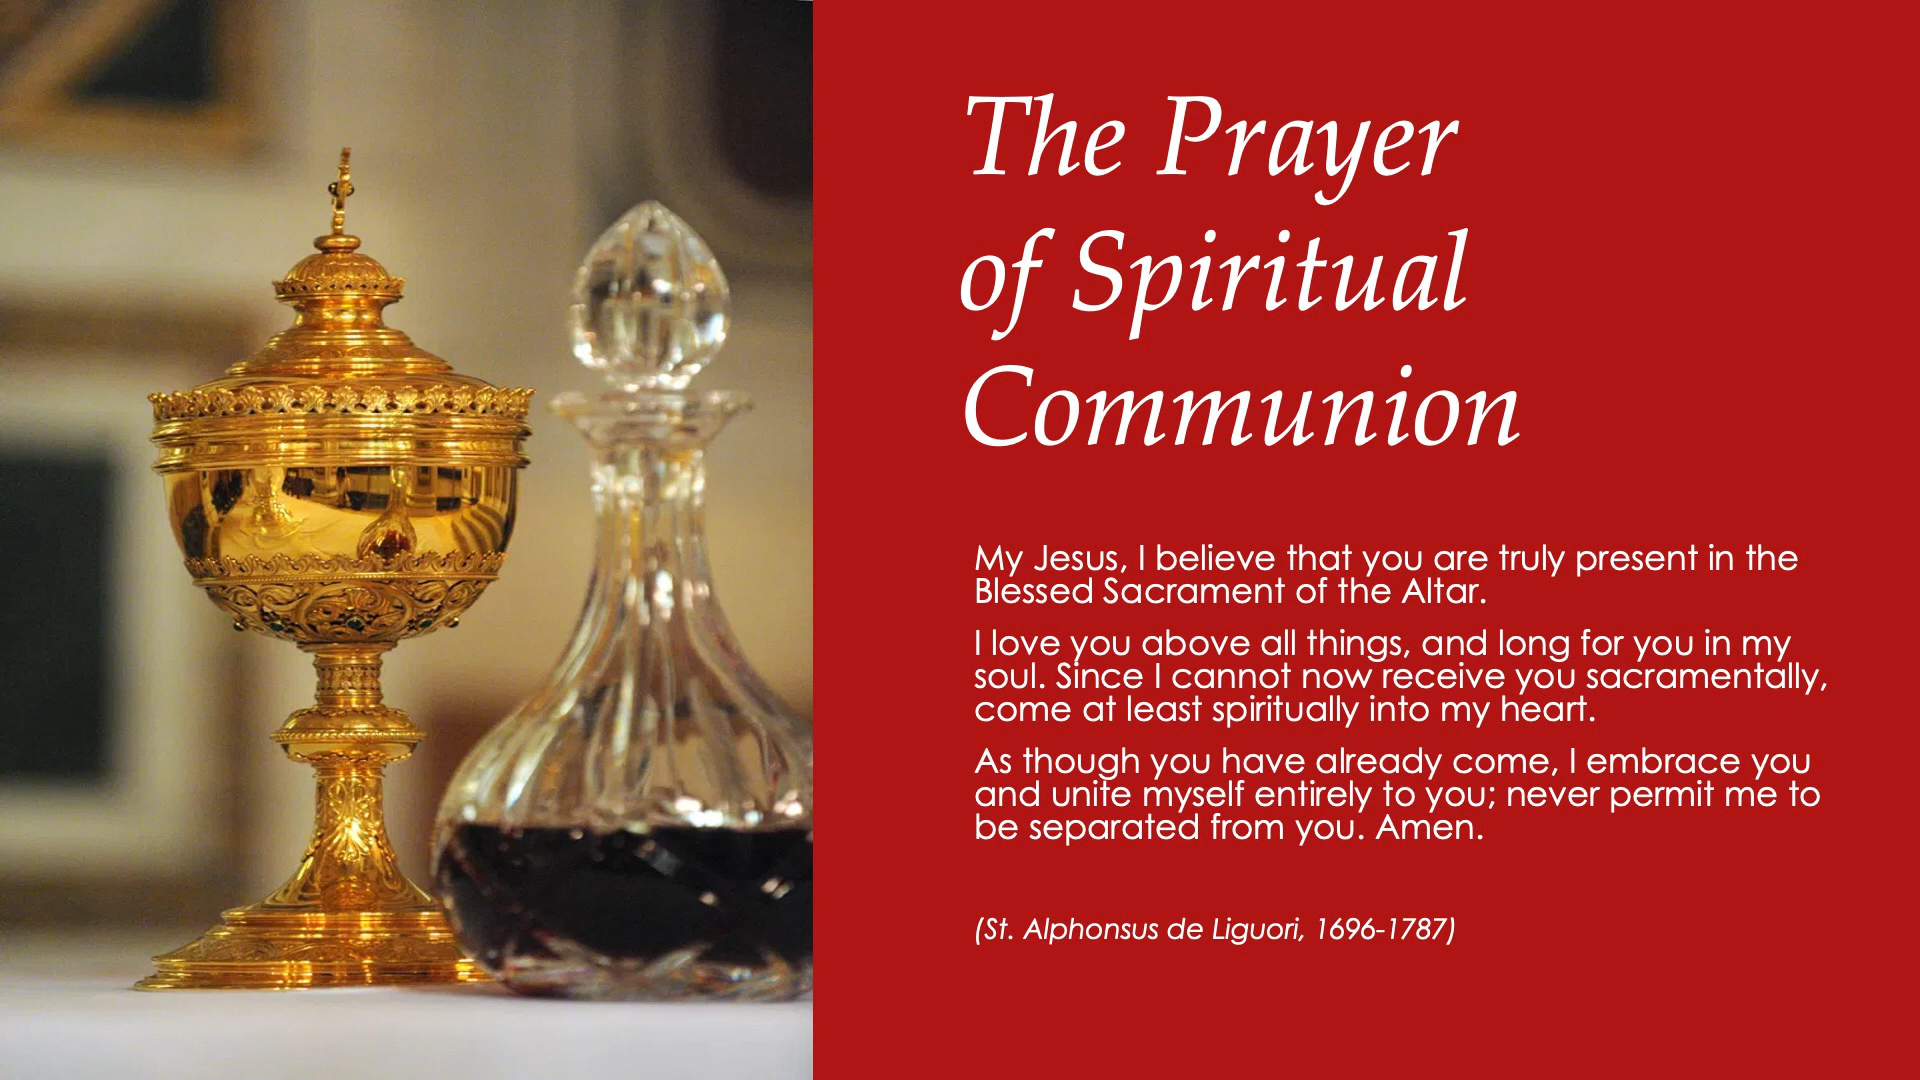 The Prayer
of Spiritual
Communion
My Jesus, I believe that you are truly present in the
Blessed Sacrament of the Altar.
I love you above all things, and long for you in my
soul. Since I cannot now receive you sacramentally,
come at least spiritually into my heart.
As though you have already come, I embrace you
and unite myself entirely to you; never permit me to
be separated from you. Amen.
(St. Alphonsus de Liguori, 1696-1787)